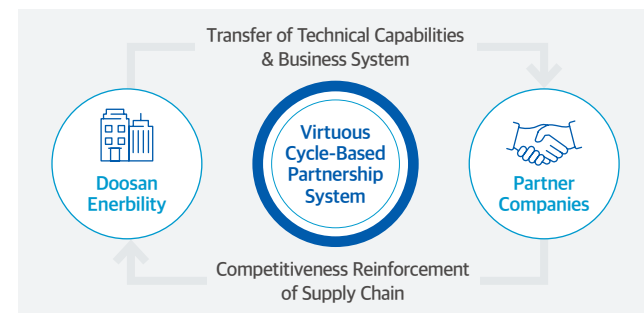 Transfer of Technical Capabilities
& Business System
Doosan
Enerbility
Virtuous
Cycle-Based
Partnership
System
Partner
Companies
Competitiveness Reinforcement
of Supply Chain